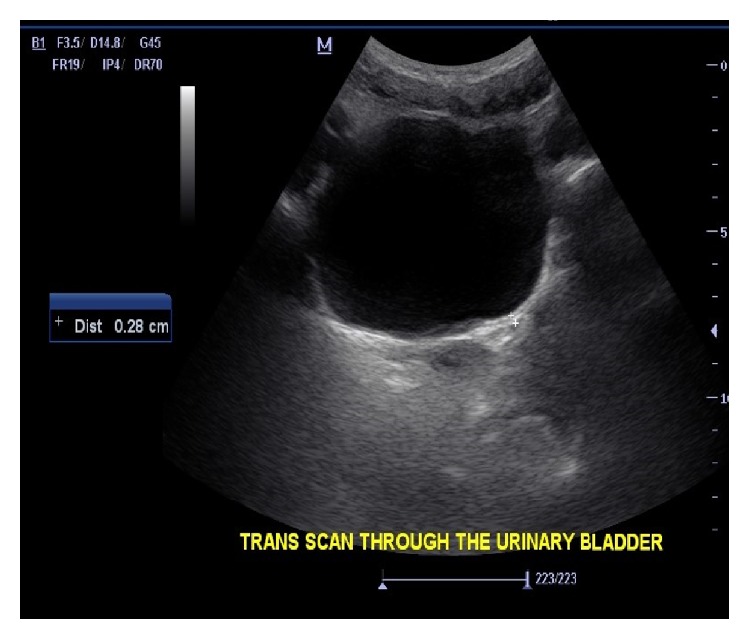 B1 F3.5/ D14.8/ G45
FR19/ IP4/ DR70
M
0
5
+ Dist 0.28 cm
TRANS SCAN THROUGH THE URINARY BLADDER
223/223